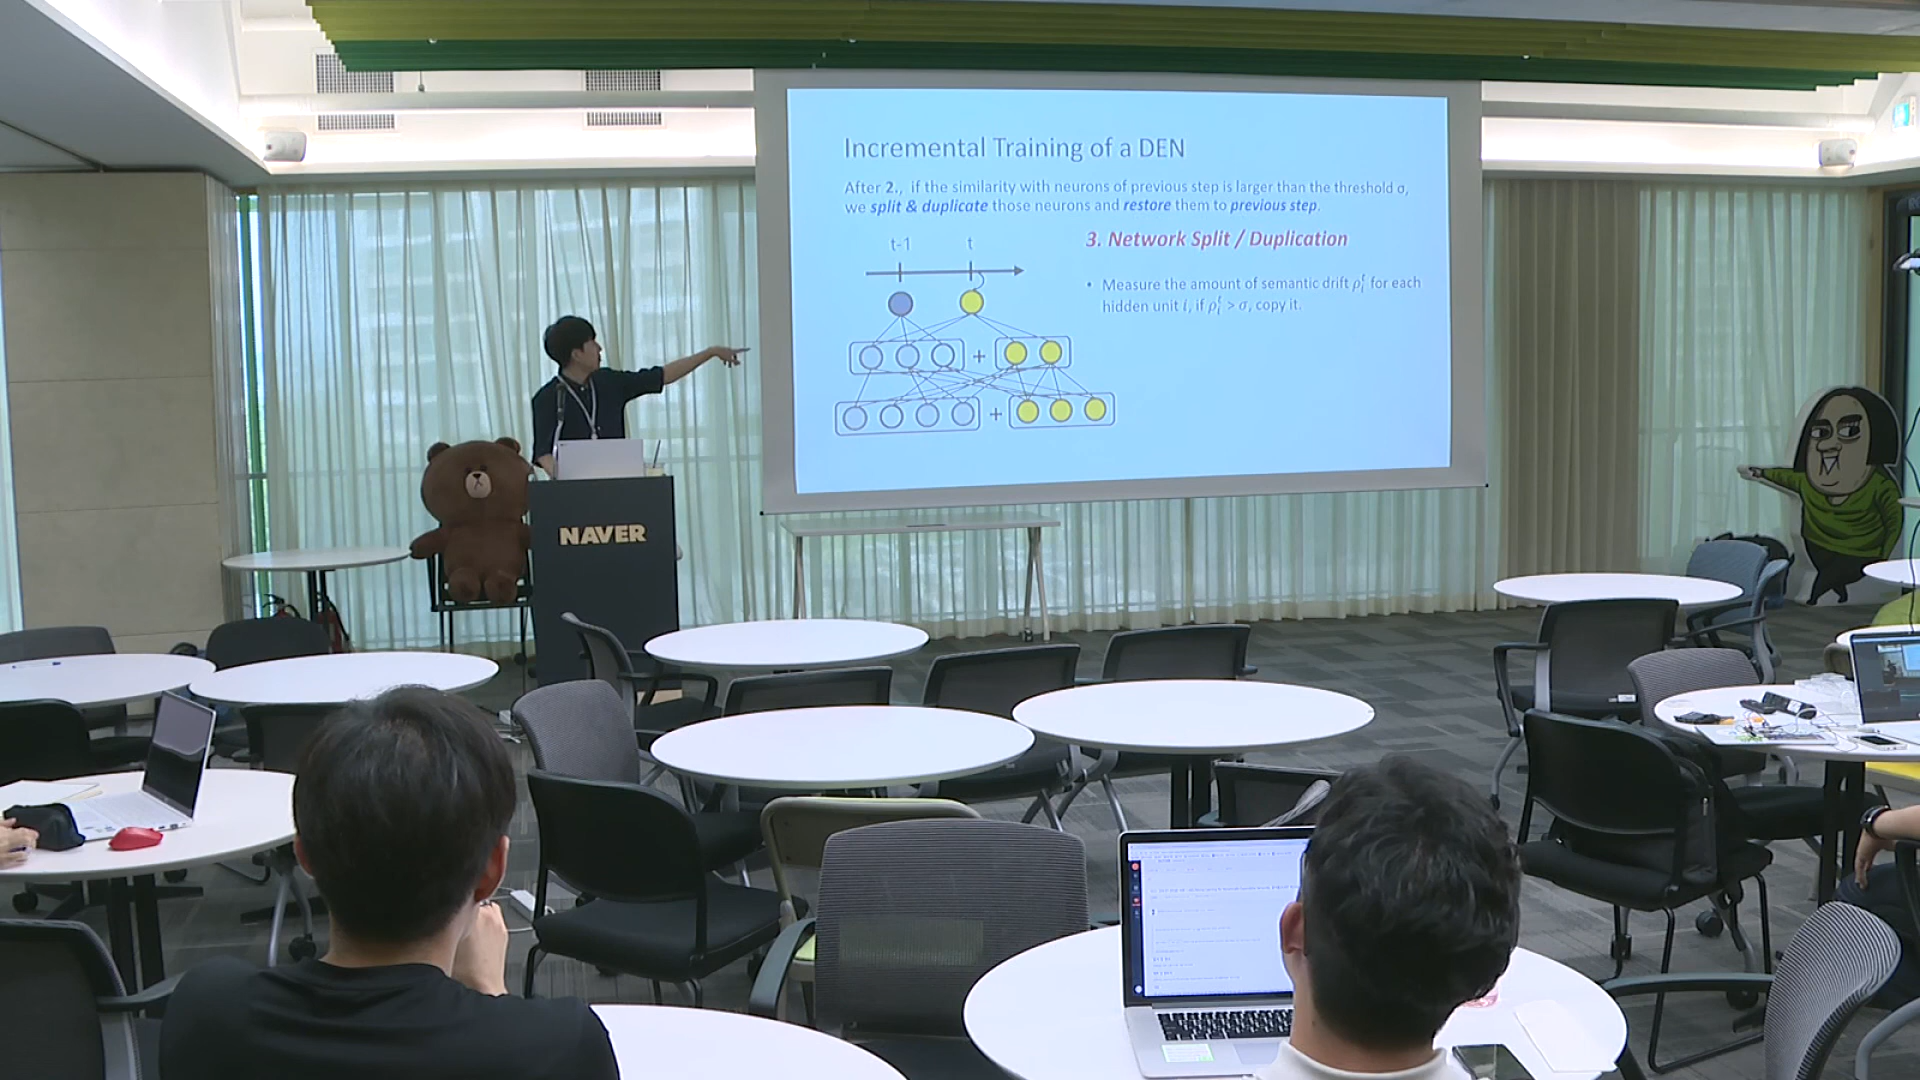 Incremental Training of a DEN
After 2., if the similarity with neurons of previous step is larger than the threshold σ,
we split & duplicate those neurons and restore them to previous step.
t-1 t
3. Network Split / Duplication
• Measure the amount of semantic drift ρᵢᵗ for each
hidden unit i, if ρᵢᵗ > σ, copy it.
+
+
NAVER